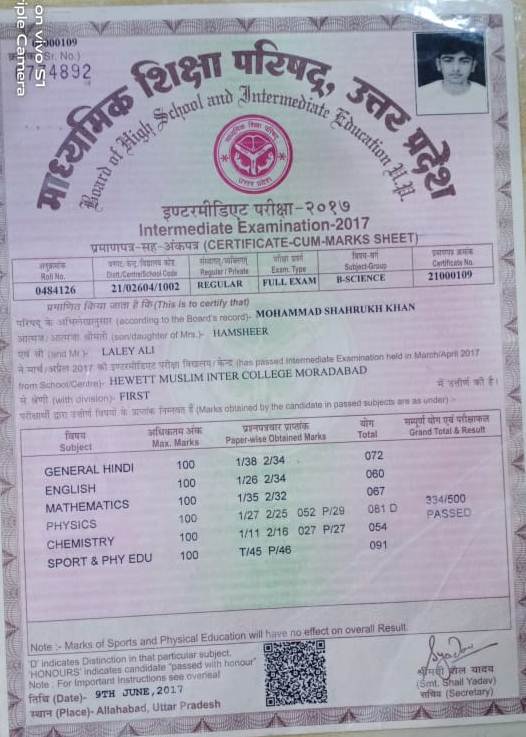 on vivo S1
iple Camera
000109
(Sr. No.)
774892
माध्यमिक शिक्षा परिषद, उत्तर प्रदेश
Board of High School and Intermediate Education U.P.
माध्यमिक शिक्षा परिषद्
उत्तर प्रदेश
इण्टरमीडिएट परीक्षा-२०१७
Intermediate Examination-2017
प्रमाणपत्र-सह-अंकपत्र (CERTIFICATE-CUM-MARKS SHEET)
अनुक्रमांक जनपद, केन्द्र, विद्यालय कोड संस्थागत/व्यक्तिगत परीक्षा प्रकार विषय-वर्ग प्रमाणपत्र क्रमांक
Roll No. Distt./Centre/School Code Regular / Private Exam. Type Subject-Group Certificate No.
0484126 21/02604/1002 REGULAR FULL EXAM B-SCIENCE 21000109
प्रमाणित किया जाता है कि (This is to certify that)
परिषद के अभिलेखानुसार (according to the Board's record)- MOHAMMAD SHAHRUKH KHAN
आत्मज/ आत्मजा श्रीमती (son/daughter of Mrs.)- HAMSHEER
एवं श्री (and Mr.)- LALEY ALI
ने मार्च/अप्रैल 2017 की इण्टरमीडिएट परीक्षा विद्यालय/ केन्द्र (has passed Intermediate Examination held in March/April 2017
from School/Centre)- HEWETT MUSLIM INTER COLLEGE MORADABAD
में श्रेणी (with division)- FIRST में उत्तीर्ण की है।
परीक्षार्थी द्वारा उत्तीर्ण विषयों के प्राप्तांक निम्नवत हैं (Marks obtained by the candidate in passed subjects are as under) :-
विषय अधिकतम अंक प्रश्नपत्रवार प्राप्तांक योग सम्पूर्ण योग एवं परीक्षाफल
Subject Max. Marks Paper-wise Obtained Marks Total Grand Total & Result
GENERAL HINDI 100 1/38 2/34 072
ENGLISH 100 1/26 2/34 060
MATHEMATICS 100 1/35 2/32 067 334/500
PHYSICS 100 1/27 2/25 052 P/29 081 D PASSED
CHEMISTRY 100 1/11 2/16 027 P/27 054
SPORT & PHY EDU 100 T/45 P/46 091
Note :- Marks of Sports and Physical Education will have no effect on overall Result.
'D' indicates Distinction in that particular subject.
'HONOURS' indicates candidate "passed with honour"
Note : For Important Instructions see overleaf
तिथि (Date)- 9TH JUNE, 2017
स्थान (Place)- Allahabad, Uttar Pradesh
श्रीमती शैल यादव
(Smt. Shail Yadav)
सचिव (Secretary)